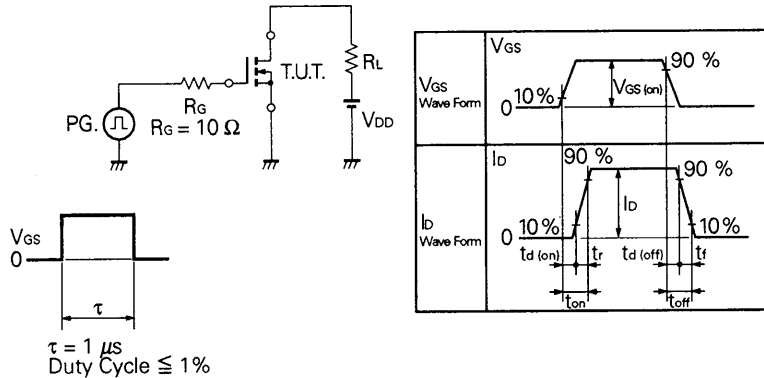 T.U.T.
RL
VDD
PG.
RG
RG = 10 Ω
VGS
0
τ
τ = 1 μs
Duty Cycle ≦ 1%
VGS
Wave Form
VGS
10%
0
VGS (on)
90 %
ID
Wave Form
ID
90 %
90 %
0
10%
ID
10%
td (on)
tr
td (off)
tf
ton
toff